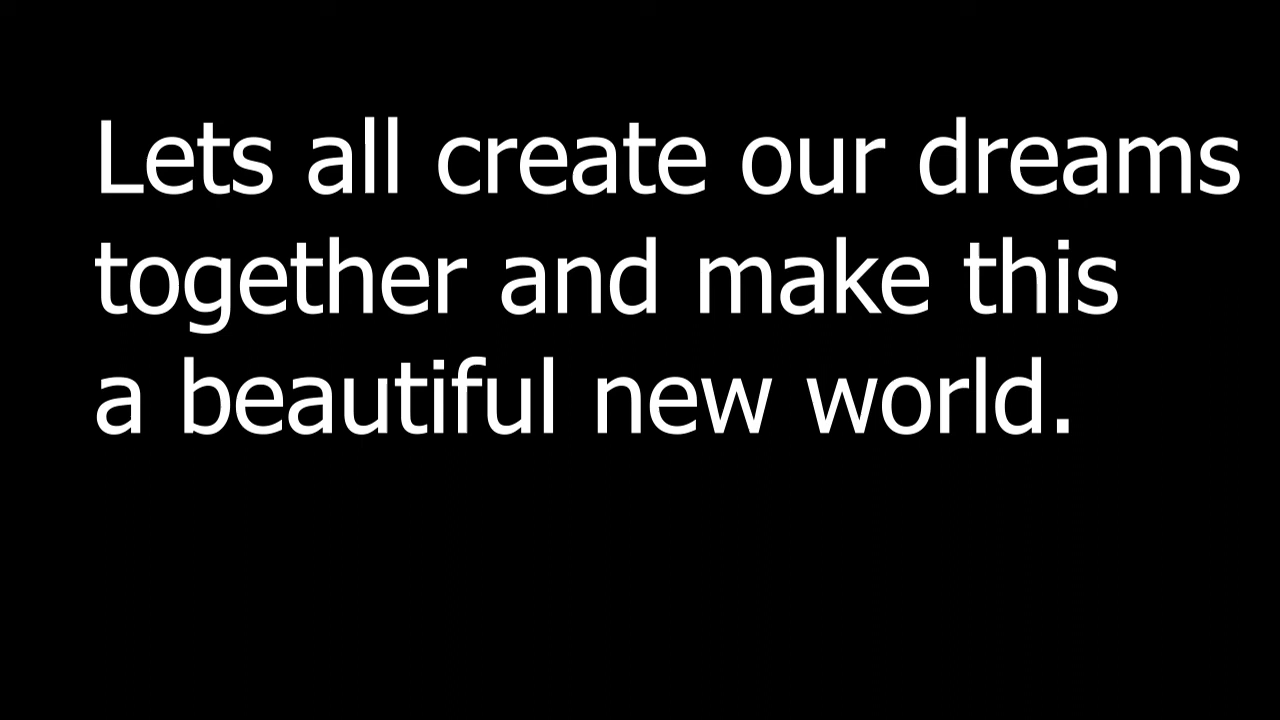 Lets all create our dreams
together and make this
a beautiful new world.